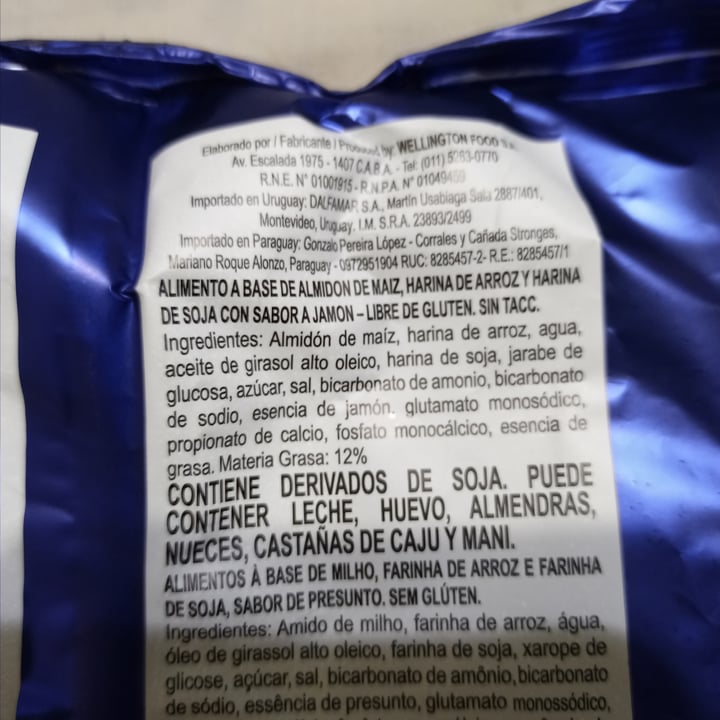 Elaborado por / Fabricante / Produced by: WELLINGTON FOOD
Av. Escalada 1975 - 1407 C.A.B.A. - Tel: (011) 5263-0770
R.N.E. N° 01001915 - R.N.P.A. N° 01049459
Importado en Uruguay: DALFAMAR S.A., Martín Usabiaga Sala 2887/401,
Montevideo, Uruguay. I.M. S.R.A. 23893/2499
Importado en Paraguay: Gonzalo Pereira López - Corrales y Cañada Strongest,
Mariano Roque Alonzo, Paraguay - 0972951904 RUC: 8285457-2- R.E.: 8285457/1
ALIMENTO A BASE DE ALMIDON DE MAIZ, HARINA DE ARROZ Y HARINA
DE SOJA CON SABOR A JAMON – LIBRE DE GLUTEN. SIN TACC.
Ingredientes: Almidón de maíz, harina de arroz, agua,
aceite de girasol alto oleico, harina de soja, jarabe de
glucosa, azúcar, sal, bicarbonato de amonio, bicarbonato
de sodio, esencia de jamón, glutamato monosódico,
propionato de calcio, fosfato monocálcico, esencia de
grasa. Materia Grasa: 12%
CONTIENE DERIVADOS DE SOJA. PUEDE
CONTENER LECHE, HUEVO, ALMENDRAS,
NUECES, CASTAÑAS DE CAJU Y MANI.
ALIMENTOS À BASE DE MILHO, FARINHA DE ARROZ E FARINHA
DE SOJA, SABOR DE PRESUNTO. SEM GLÚTEN.
Ingredientes: Amido de milho, farinha de arroz, água,
óleo de girassol alto oleico, farinha de soja, xarope de
glicose, açúcar, sal, bicarbonato de amônio, bicarbonato
de sódio, essência de presunto, glutamato monossódico,